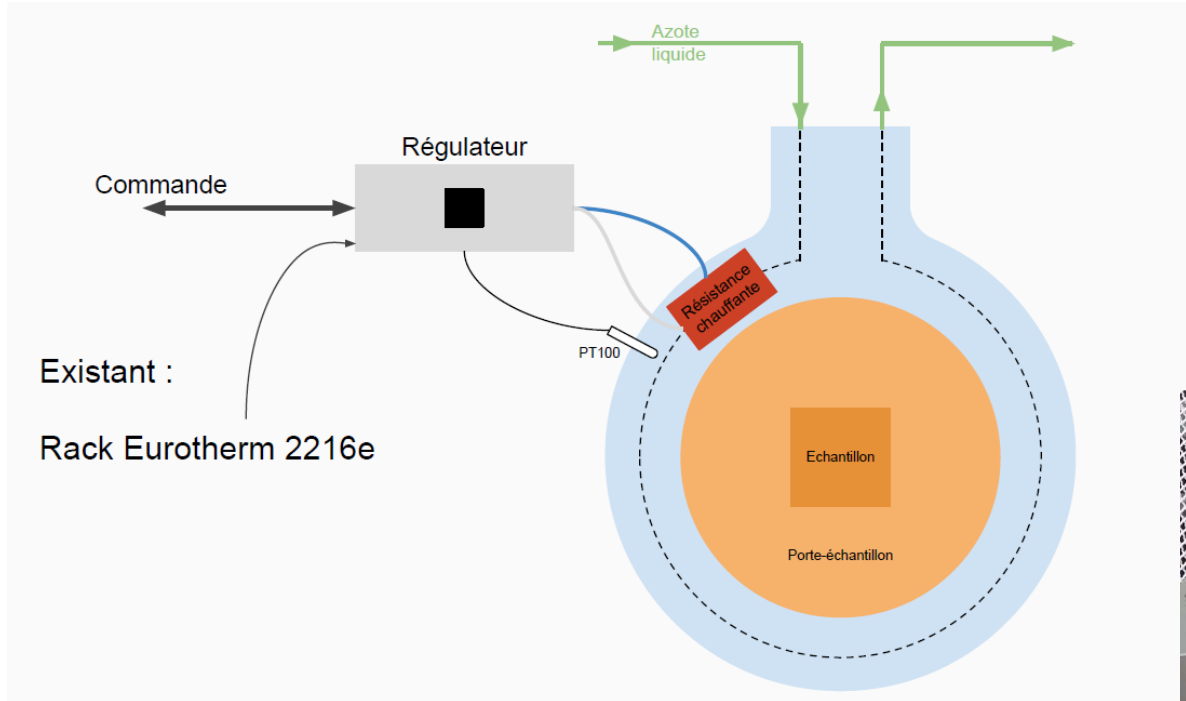 Azote
liquide
Régulateur
Commande
Résistance
chauffante
PT100
Existant :
Rack Eurotherm 2216e
Echantillon
Porte-échantillon